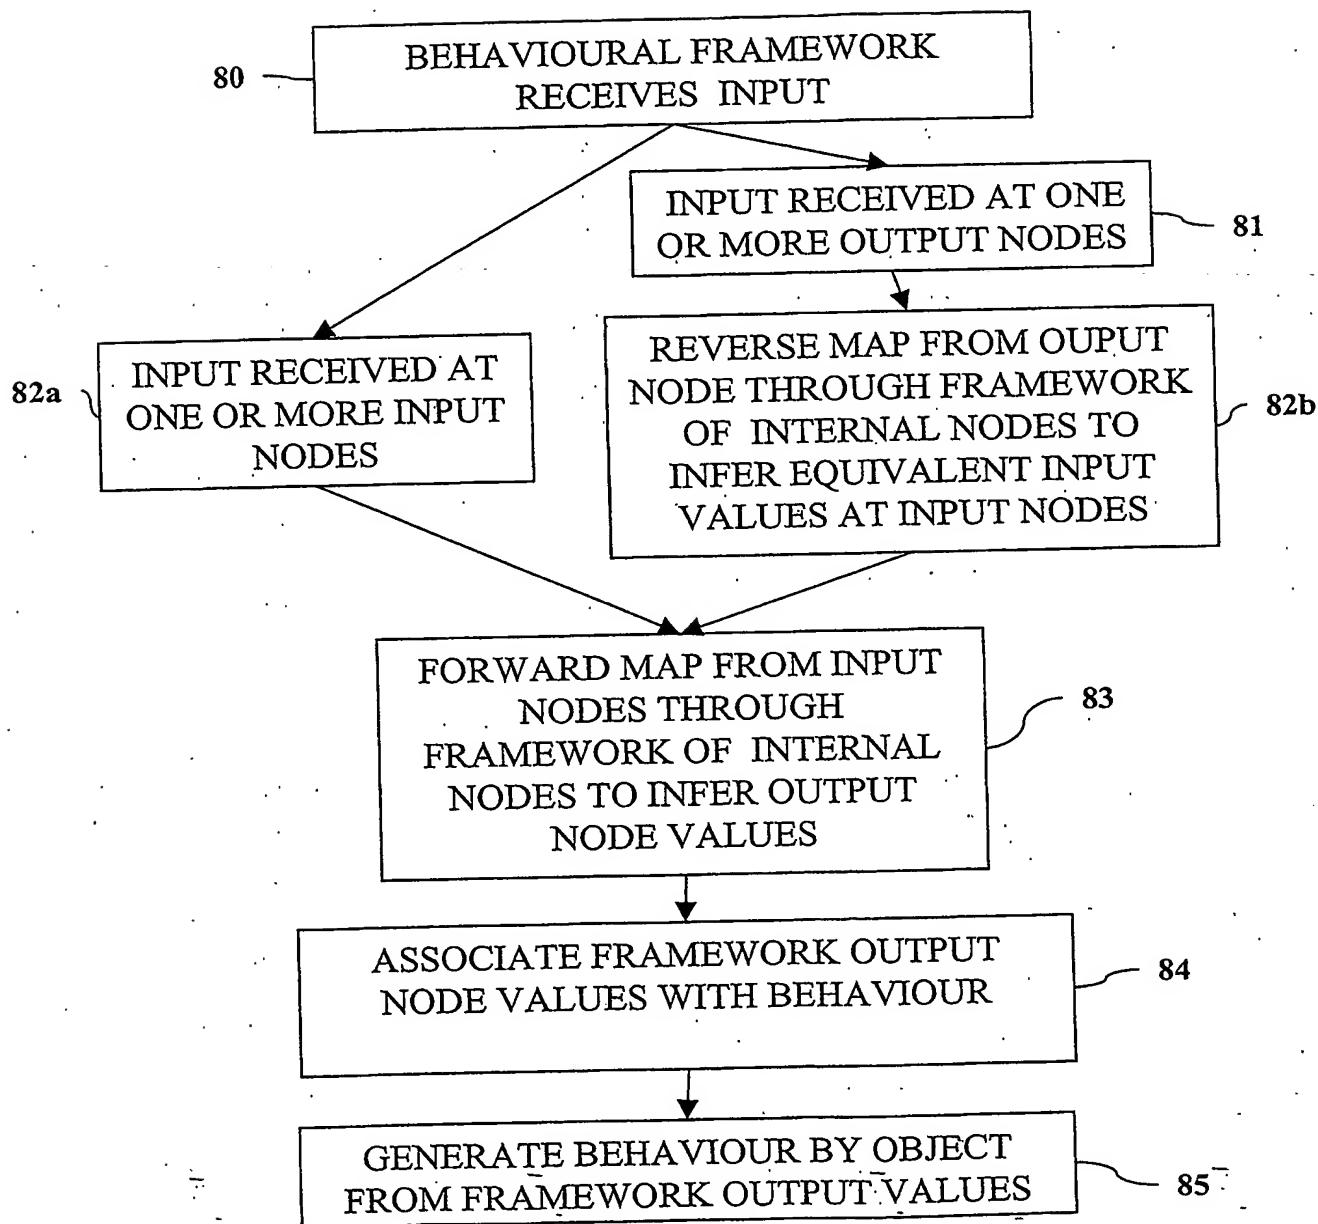 BEHAVIOURAL FRAMEWORK
RECEIVES INPUT
80
INPUT RECEIVED AT ONE
OR MORE OUTPUT NODES
81
INPUT RECEIVED AT
ONE OR MORE INPUT
NODES
82a
REVERSE MAP FROM OUPUT
NODE THROUGH FRAMEWORK
OF INTERNAL NODES TO
INFER EQUIVALENT INPUT
VALUES AT INPUT NODES
82b
FORWARD MAP FROM INPUT
NODES THROUGH
FRAMEWORK OF INTERNAL
NODES TO INFER OUTPUT
NODE VALUES
83
ASSOCIATE FRAMEWORK OUTPUT
NODE VALUES WITH BEHAVIOUR
84
GENERATE BEHAVIOUR BY OBJECT
FROM FRAMEWORK OUTPUT VALUES
85